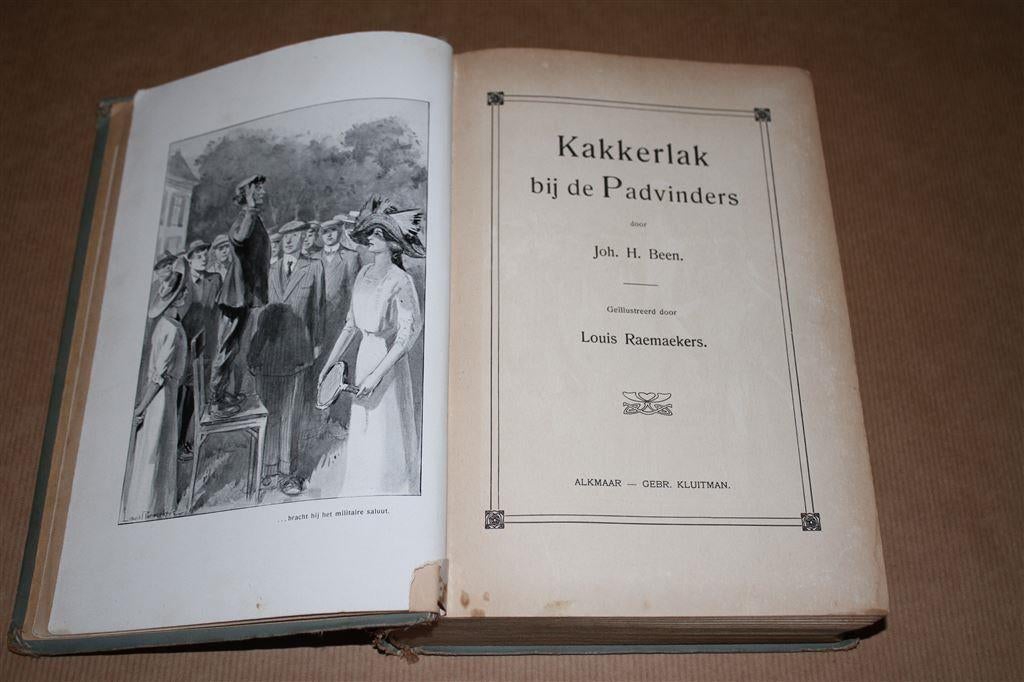 ...bracht hij het militaire saluut.
Kakkerlak
bij de Padvinders
door
Joh. H. Been.
Geïllustreerd door
Louis Raemaekers.
ALKMAAR — GEBR. KLUITMAN.